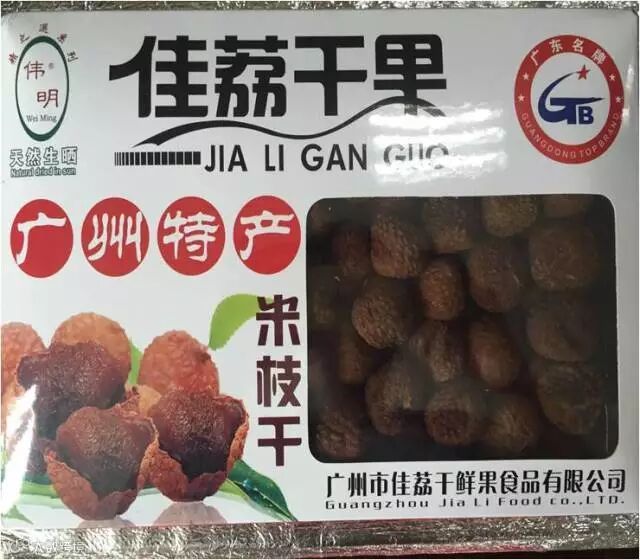 伟明
Wei Ming
天然生晒
Natural dried in sun
佳荔干果
JIA LI GAN GUO
广东名牌
GB
GUANGDONG TOP BRAND
广州特产
米枝干
广州市佳荔干鲜果食品有限公司
Guangzhou Jia Li Food co.,LTD.